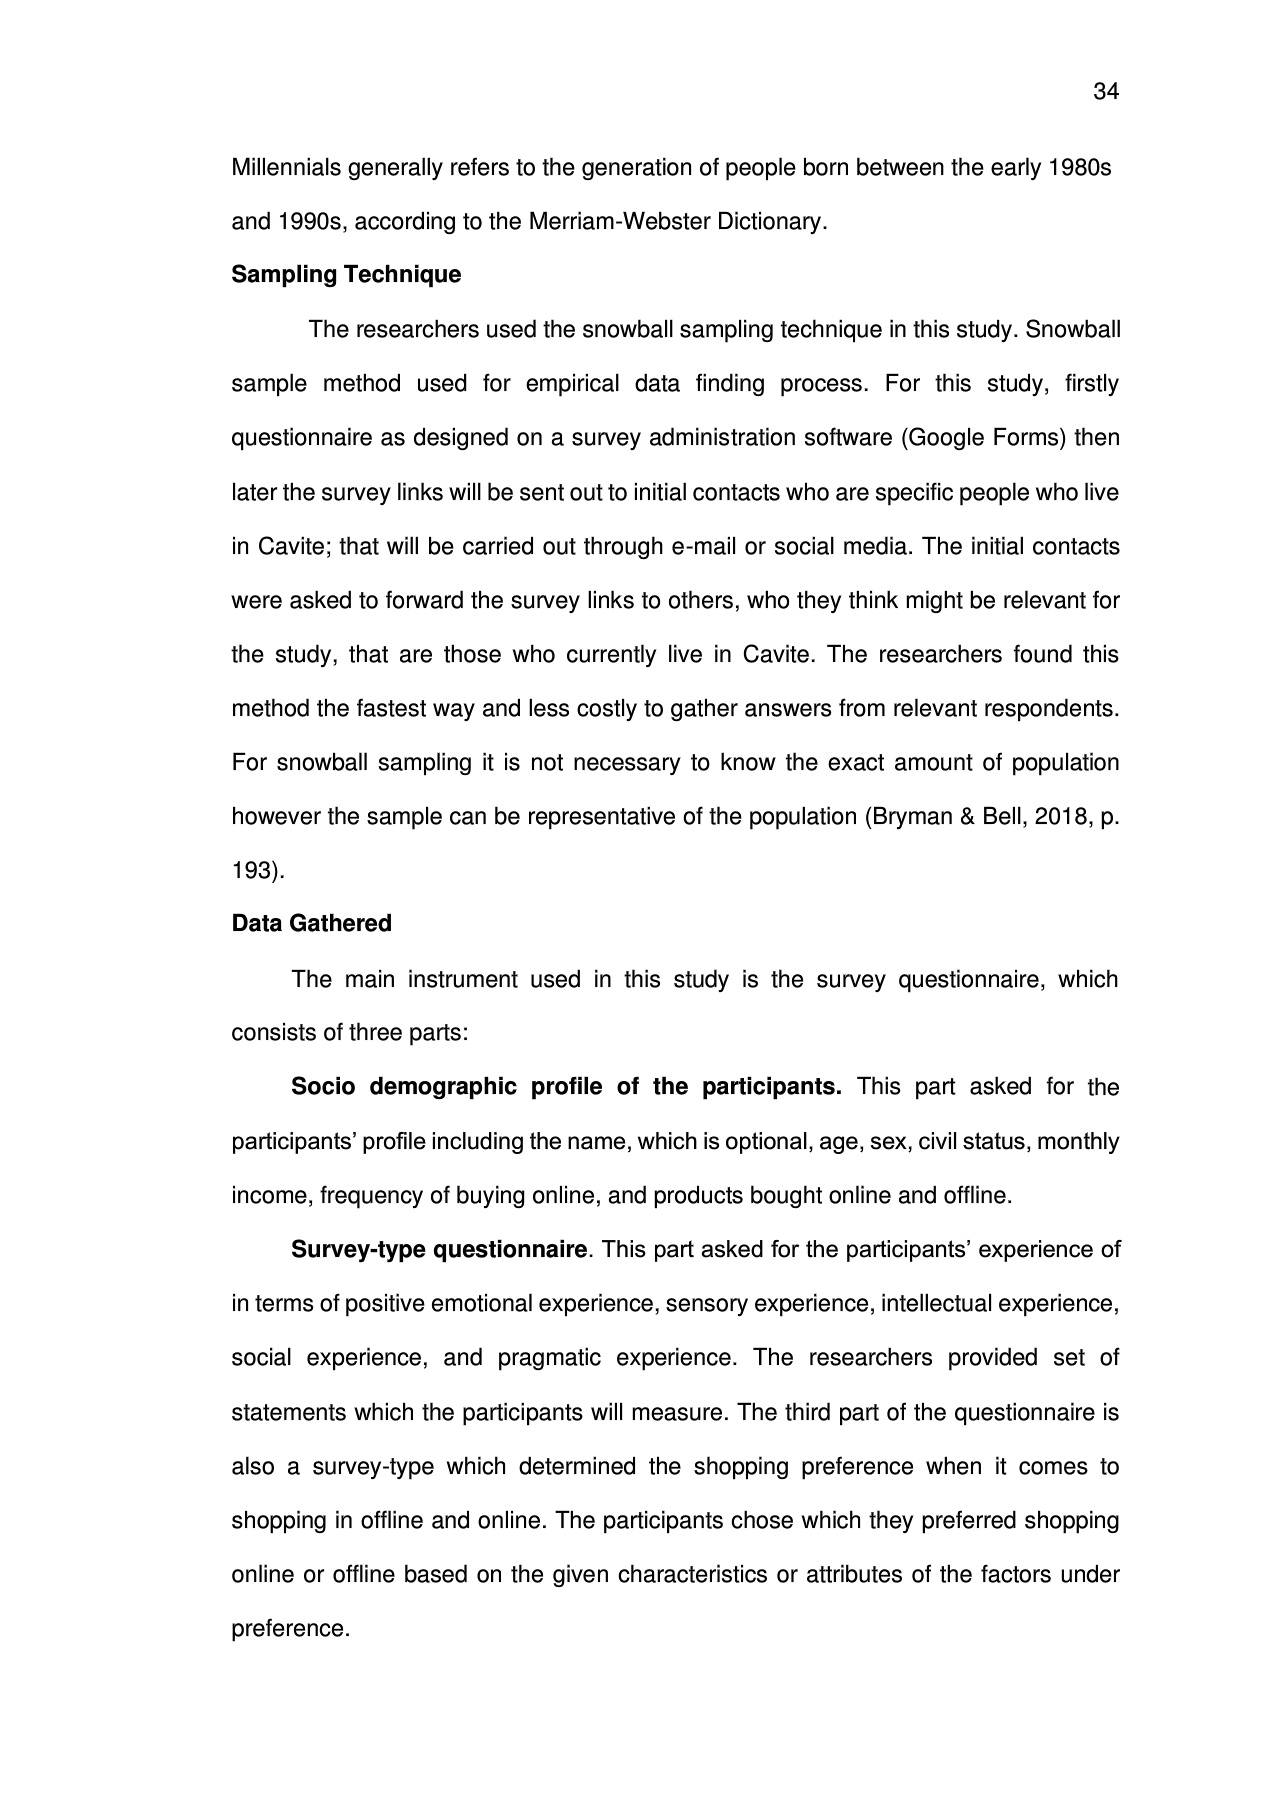 34
Millennials generally refers to the generation of people born between the early 1980s
and 1990s, according to the Merriam-Webster Dictionary.
Sampling Technique
The researchers used the snowball sampling technique in this study. Snowball
sample method used for empirical data finding process. For this study, firstly
questionnaire as designed on a survey administration software (Google Forms) then
later the survey links will be sent out to initial contacts who are specific people who live
in Cavite; that will be carried out through e-mail or social media. The initial contacts
were asked to forward the survey links to others, who they think might be relevant for
the study, that are those who currently live in Cavite. The researchers found this
method the fastest way and less costly to gather answers from relevant respondents.
For snowball sampling it is not necessary to know the exact amount of population
however the sample can be representative of the population (Bryman & Bell, 2018, p.
193).
Data Gathered
The main instrument used in this study is the survey questionnaire, which
consists of three parts:
Socio demographic profile of the participants. This part asked for the
participants’ profile including the name, which is optional, age, sex, civil status, monthly
income, frequency of buying online, and products bought online and offline.
Survey-type questionnaire. This part asked for the participants’ experience of
in terms of positive emotional experience, sensory experience, intellectual experience,
social experience, and pragmatic experience. The researchers provided set of
statements which the participants will measure. The third part of the questionnaire is
also a survey-type which determined the shopping preference when it comes to
shopping in offline and online. The participants chose which they preferred shopping
online or offline based on the given characteristics or attributes of the factors under
preference.